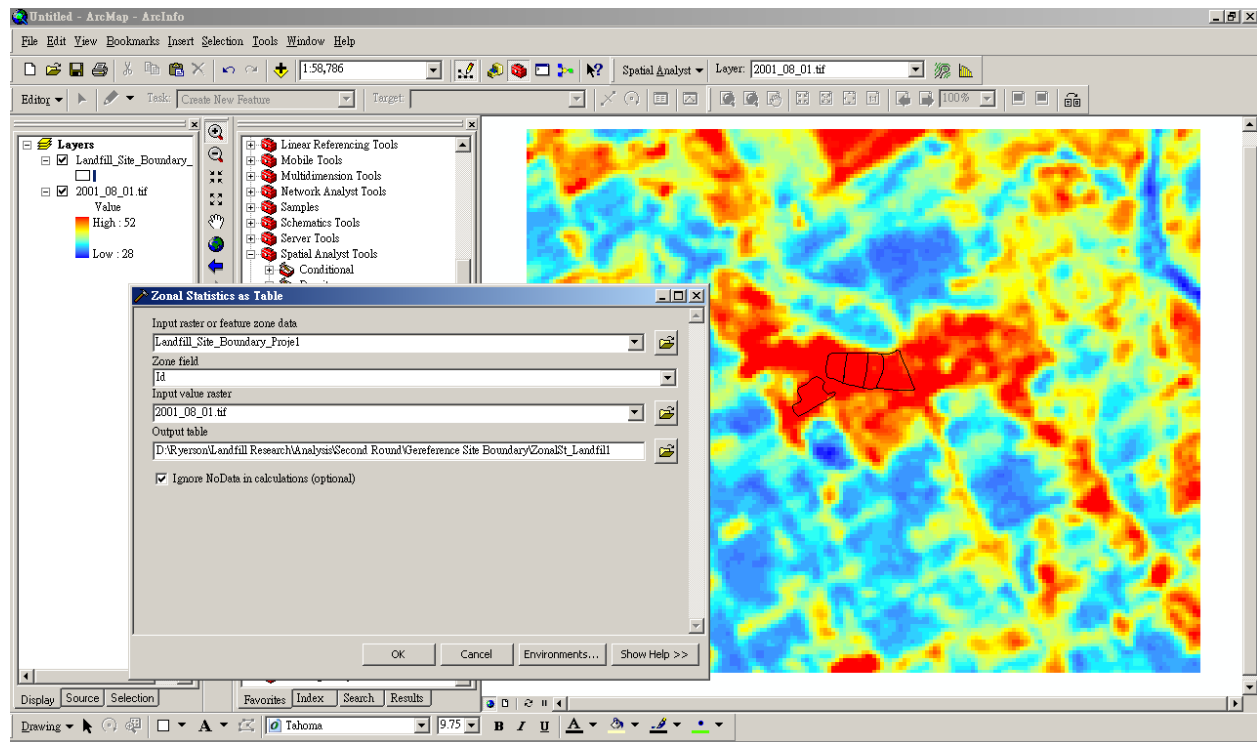 Untitled - ArcMap - ArcInfo
File Edit View Bookmarks Insert Selection Tools Window Help
1:58,786
Spatial Analyst
Layer: 2001_08_01.tif
Editor
Task: Create New Feature
Target:
100%
Layers
Landfill_Site_Boundary_
2001_08_01.tif
Value
High : 52
Low : 28
Linear Referencing Tools
Mobile Tools
Multidimension Tools
Network Analyst Tools
Samples
Schematics Tools
Server Tools
Spatial Analyst Tools
Conditional
Zonal Statistics as Table
Input raster or feature zone data
Landfill_Site_Boundary_Proje1
Zone field
Id
Input value raster
2001_08_01.tif
Output table
D:\Ryerson\Landfill Research\Analysis\Second Round\Gereference Site Boundary\ZonalSt_Landfil1
Ignore NoData in calculations (optional)
OK Cancel Environments... Show Help >>
Display Source Selection
Favorites Index Search Results
Drawing
A
Tahoma
9.75
B I U A